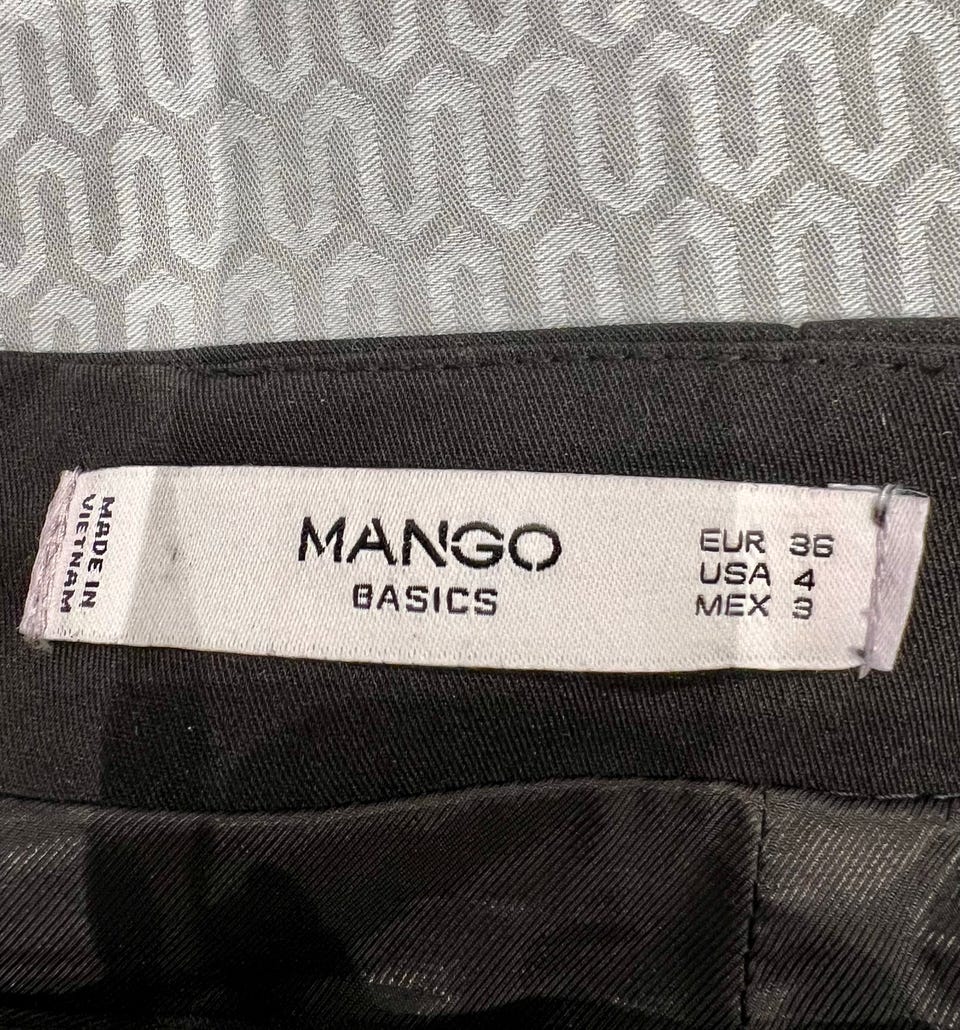 MADE IN
VIETNAM
MANGO
BASICS
EUR 36
USA 4
MEX 3